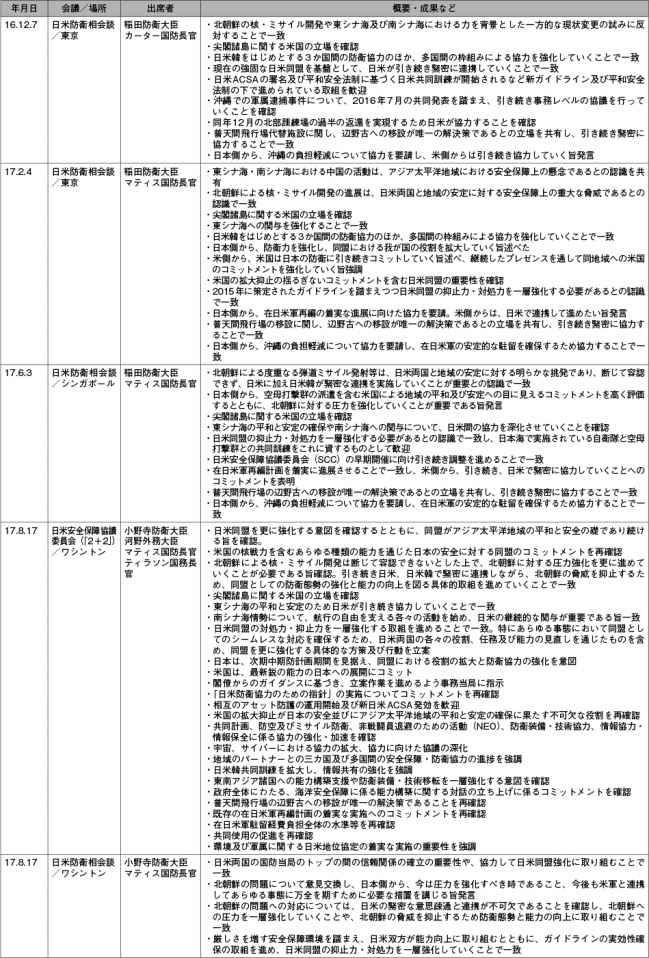 年月日 会議／場所 出席者 概要・成果など
16.12.7 日米防衛相会談 稲田防衛大臣 ・北朝鮮の核・ミサイル開発や東シナ海及び南シナ海における力を背景とした一方的な現状変更の試みに反
／東京 カーター国防長官 対することで一致
・尖閣諸島に関する米国の立場を確認
・日米韓をはじめとする3か国間の防衛協力のほか、多国間の枠組みによる協力を強化していくことで一致
・現在の強固な日米同盟を基盤として、日米が引き続き緊密に連携していくことで一致
・日米ACSAの署名及び平和安全法制に基づく日米共同訓練が開始されるなど新ガイドライン及び平和安全
法制の下で進められている取組を歓迎
・沖縄での軍属逮捕事件について、2016年7月の共同発表を踏まえ、引き続き事務レベルの協議を行って
いくことを確認
・同年12月の北部訓練場の過半の返還を実現するため日米が協力することを確認
・普天間飛行場代替施設に関し、辺野古への移設が唯一の解決策であるとの立場を共有し、引き続き緊密に
協力することで一致
・日本側から、沖縄の負担軽減について協力を要請し、米側からは引き続き協力していく旨発言
17.2.4 日米防衛相会談 稲田防衛大臣 ・東シナ海・南シナ海における中国の活動は、アジア太平洋地域における安全保障上の懸念であるとの認識を共
／東京 マティス国防長官 有
・北朝鮮による核・ミサイル開発の進展は、日米両国と地域の安定に対する安全保障上の重大な脅威であるとの
認識で一致
・尖閣諸島に関する米国の立場を確認
・東シナ海への関与を強化することで一致
・日米韓をはじめとする3か国間の防衛協力のほか、多国間の枠組みによる協力を強化していくことで一致
・日本側から、防衛力を強化し、同盟における我が国の役割を拡大していく旨述べた
・米側から、米国は日本の防衛に引き続きコミットしていく旨述べ、継続したプレゼンスを通して同地域への米国
のコミットメントを強化していく旨強調
・米国の拡大抑止の揺るぎないコミットメントを含む日米同盟の重要性を確認
・2015年に策定されたガイドラインを踏まえつつ日米同盟の抑止力・対処力を一層強化する必要があるとの認識
で一致
・日本側から、在日米軍再編の着実な進展に向けた協力を要請。米側からは、日米で連携して進めたい旨発言
・普天間飛行場の移設に関し、辺野古への移設が唯一の解決策であるとの立場を共有し、引き続き緊密に協力す
ることで一致
・日本側から、沖縄の負担軽減について協力を要請し、在日米軍の安定的な駐留を確保するため協力することで一
致
17.6.3 日米防衛相会談 稲田防衛大臣 ・北朝鮮による度重なる弾道ミサイル発射等は、日米両国と地域の安定に対する明らかな挑発であり、断じて容認
／シンガポール マティス国防長官 できず、日米に加え日米韓が緊密な連携を実施していくことが重要との認識で一致
・日本側から、空母打撃群の派遣を含む米国による地域の平和及び安定への目に見えるコミットメントを高く評価
するとともに、北朝鮮に対する圧力を強化していくことが重要である旨発言
・尖閣諸島に関する米国の立場を確認
・東シナ海の平和と安定の確保や南シナ海への関与について、日米間の協力を深化させていくことを確認
・日米同盟の抑止力・対処力を一層強化する必要があるとの認識で一致し、日本海で実施されている自衛隊と空母
打撃群との共同訓練をこれに資するものとして歓迎
・日米安全保障協議委員会（SCC）の早期開催に向け引き続き調整を進めることで一致
・在日米軍再編計画を着実に進展させることで一致し、米側から、引き続き、日米で緊密に協力していくことへの
コミットメントを表明
・普天間飛行場の辺野古への移設が唯一の解決策であるとの立場を共有し、引き続き緊密に協力することで一致
・日本側から、沖縄の負担軽減について協力を要請し、在日米軍の安定的な駐留を確保するため協力することで一
致
17.8.17 日米安全保障協議 小野寺防衛大臣 ・日米同盟を更に強化する意図を確認するとともに、同盟がアジア太平洋地域の平和と安全の礎であり続け
委員会（「2＋2」） 河野外務大臣 る旨を確認。
／ワシントン マティス国防長官 ・米国の核戦力を含むあらゆる種類の能力を通じた日本の安全に対する同盟のコミットメントを再確認
ティラソン国務長 ・北朝鮮による核・ミサイル開発は断じて容認できないとした上で、北朝鮮に対する圧力強化を更に進めて
官 いくことが必要である旨確認。引き続き日米、日米韓で緊密に連携しながら、北朝鮮の脅威を抑止するため、
同盟としての防衛態勢の強化と能力の向上を図る具体的取組を進めていくことで一致
・尖閣諸島に関する米国の立場を確認
・東シナ海の平和と安定のため日米が引き続き協力していくことで一致
・南シナ海情勢について、航行の自由を支える各々の活動を始め、日米の継続的な関与が重要である旨一致
・日米同盟の対処力・抑止力を一層強化する取組を進めることで一致。特にあらゆる事態において同盟とし
てのシームレスな対応を確保するため、日米両国の各々の役割、任務及び能力の見直しを通じたものを含
め、同盟を更に強化する具体的な方策及び行動を立案
・日本は、次期中期防計画期間を見据え、同盟における役割の拡大と防衛協力の強化を意図
・米国は、最新鋭の能力の日本への展開にコミット
・閣僚からのガイダンスに基づき、立案作業を進めるよう事務当局に指示
・「日米防衛協力のための指針」の実施についてコミットメントを再確認
・相互のアセット防護の運用開始及び新日米ACSA発効を歓迎
・米国の拡大抑止が日本の安全並びにアジア太平洋地域の平和と安定の確保に果たす不可欠な役割を再確認
・共同計画、防空及びミサイル防衛、非戦闘員退避のための活動（NEO）、防衛装備・技術協力、情報協力・
情報保全に係る協力の強化・加速を確認
・宇宙、サイバーにおける協力の拡大、協力に向けた協議の深化
・地域のパートナーとの三カ国及び多国間の安全保障・防衛協力の進捗を強調
・日米韓共同訓練を拡大し、情報共有の強化を強調
・東南アジア諸国への能力構築支援や防衛装備・技術移転を一層強化する意図を確認
・政府全体にわたる、海洋安全保障に係る能力構築に関する対話の立ち上げに係るコミットメントを確認
・普天間飛行場の辺野古への移設が唯一の解決策であることを再確認
・既存の在日米軍再編計画の着実な実施へのコミットメントを再確認
・在日米軍駐留経費負担全体の水準等を再確認
・共同使用の促進を再確認
・環境及び軍属に関する日米地位協定の着実な実施の重要性を強調
17.8.17 日米防衛相会談 小野寺防衛大臣 ・日米両国の国防当局のトップの間の信頼関係の確立の重要性や、協力して日米同盟強化に取り組むことで
／ワシントン マティス国防長官 一致
・北朝鮮の問題について意見交換し、日本側から、今は圧力を強化すべき時であること、今後も米軍と連携
してあらゆる事態に万全を期すために必要な措置を講じる旨発言
・北朝鮮の問題への対応については、日米の緊密な意思疎通と連携が不可欠であることを確認し、北朝鮮へ
の圧力を一層強化していくことや、北朝鮮の脅威を抑止するため防衛態勢と能力の向上に取り組むことで一
致
・厳しさを増す安全保障環境を踏まえ、日米双方が能力向上に取り組むとともに、ガイドラインの実効性確
保の取組を進め、日米同盟の抑止力・対処力を一層強化していくことで一致